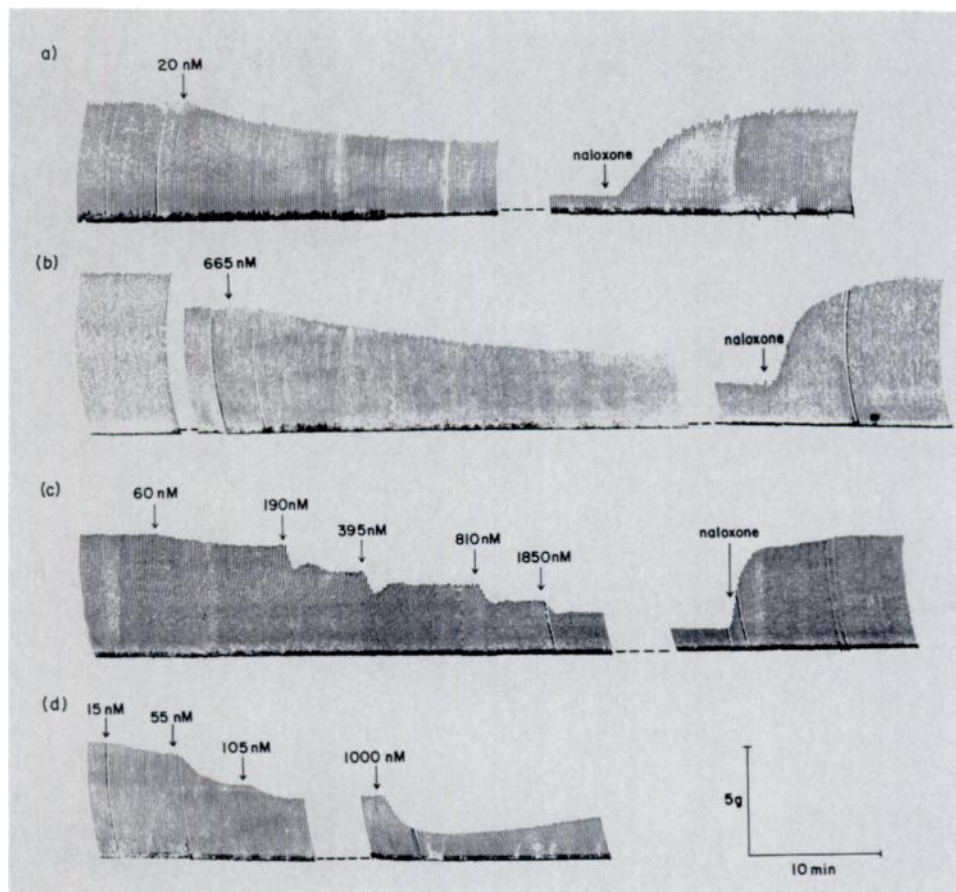 a)
20 nM
naloxone
(b)
665 nM
naloxone
(c)
60 nM
190nM
395nM
810nM
1850nM
naloxone
(d)
15 nM
55 nM
105 nM
1000 nM
5g
10 min